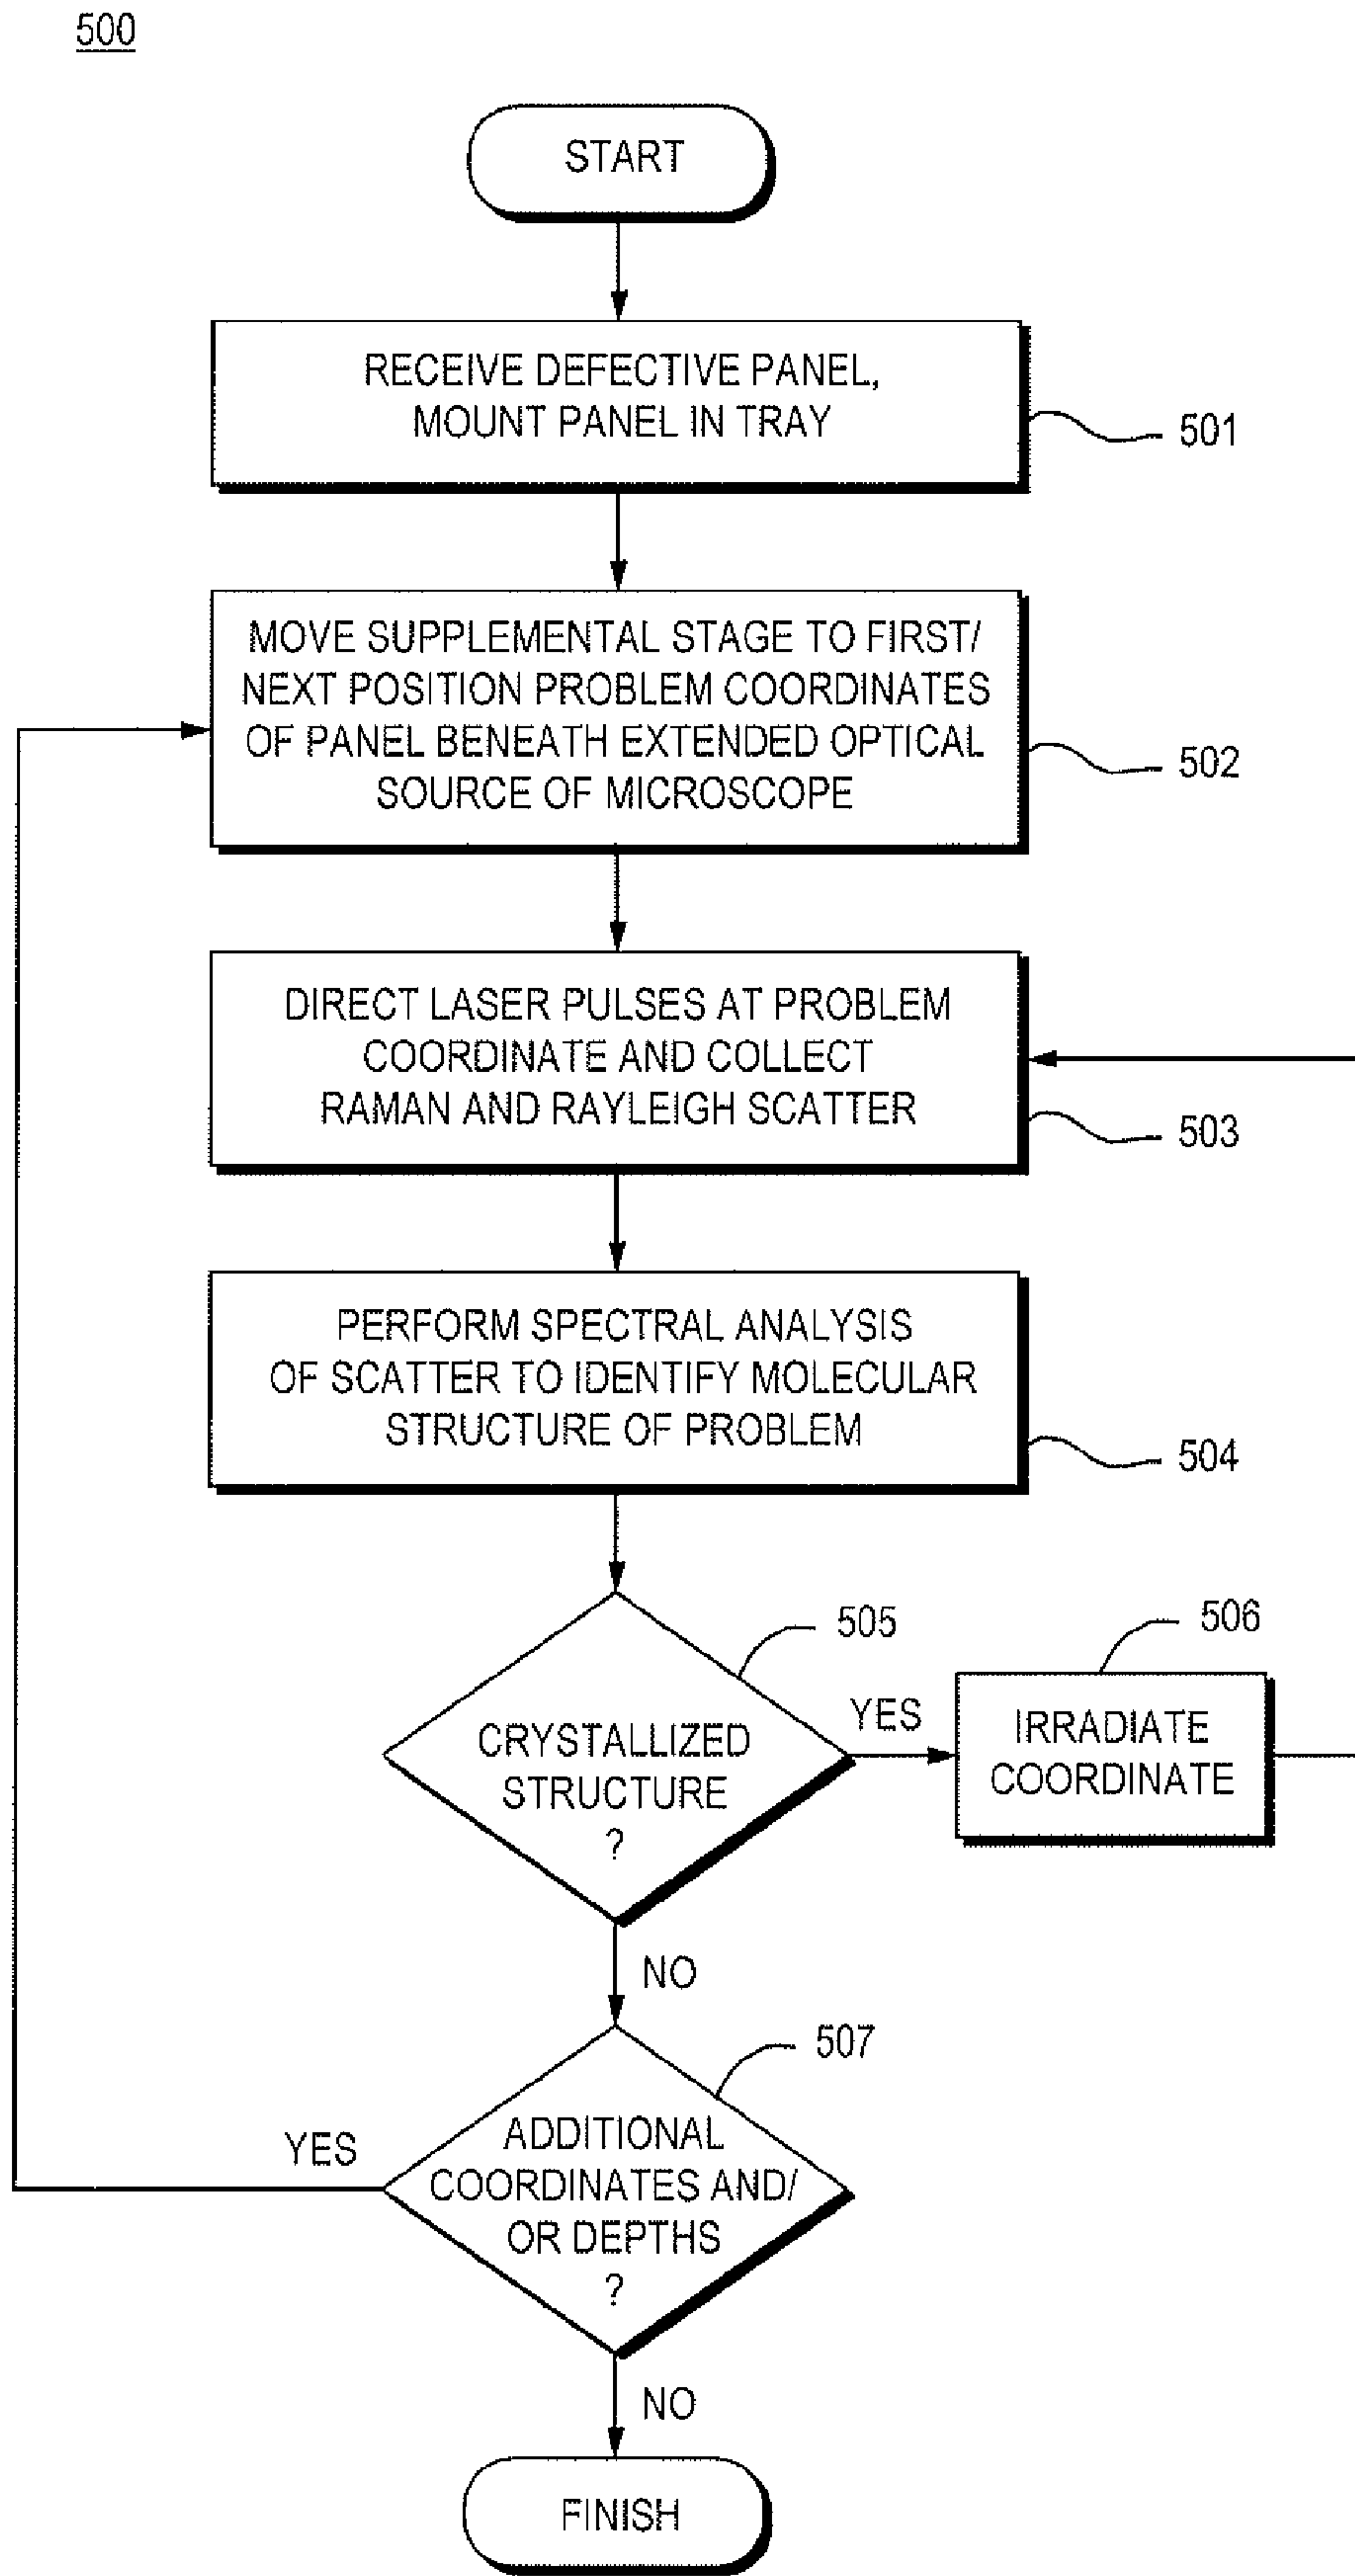 500
START
RECEIVE DEFECTIVE PANEL,
MOUNT PANEL IN TRAY
501
MOVE SUPPLEMENTAL STAGE TO FIRST/
NEXT POSITION PROBLEM COORDINATES
OF PANEL BENEATH EXTENDED OPTICAL
SOURCE OF MICROSCOPE
502
DIRECT LASER PULSES AT PROBLEM
COORDINATE AND COLLECT
RAMAN AND RAYLEIGH SCATTER
503
PERFORM SPECTRAL ANALYSIS
OF SCATTER TO IDENTIFY MOLECULAR
STRUCTURE OF PROBLEM
504
505
CRYSTALLIZED
STRUCTURE
?
YES
506
IRRADIATE
COORDINATE
NO
507
ADDITIONAL
COORDINATES AND/
OR DEPTHS
?
YES
NO
FINISH